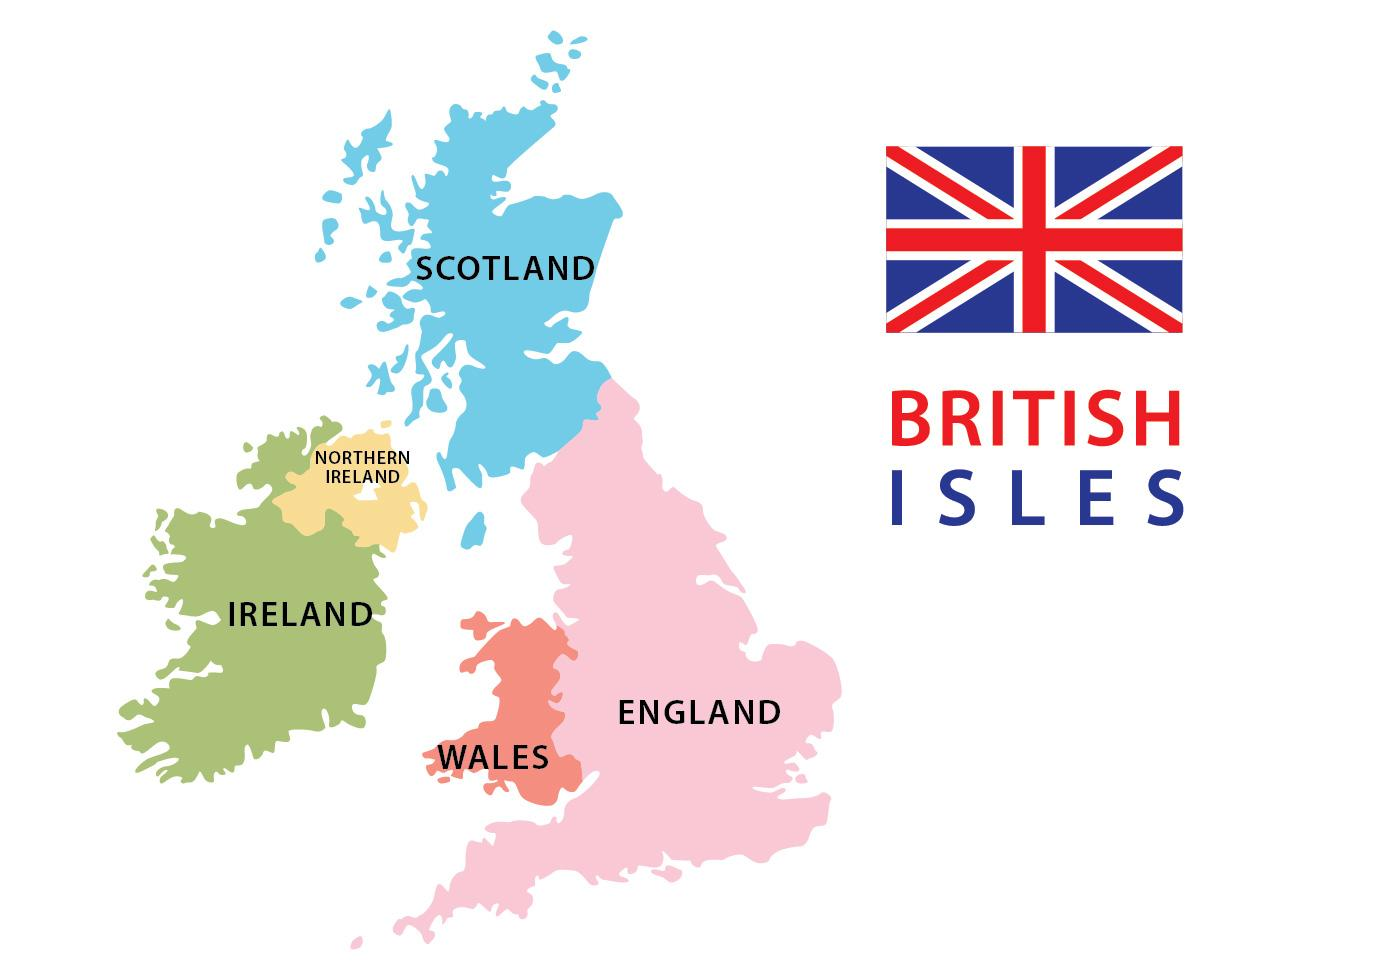 SCOTLAND
BRITISH
ISLES
NORTHERN
IRELAND
IRELAND
ENGLAND
WALES